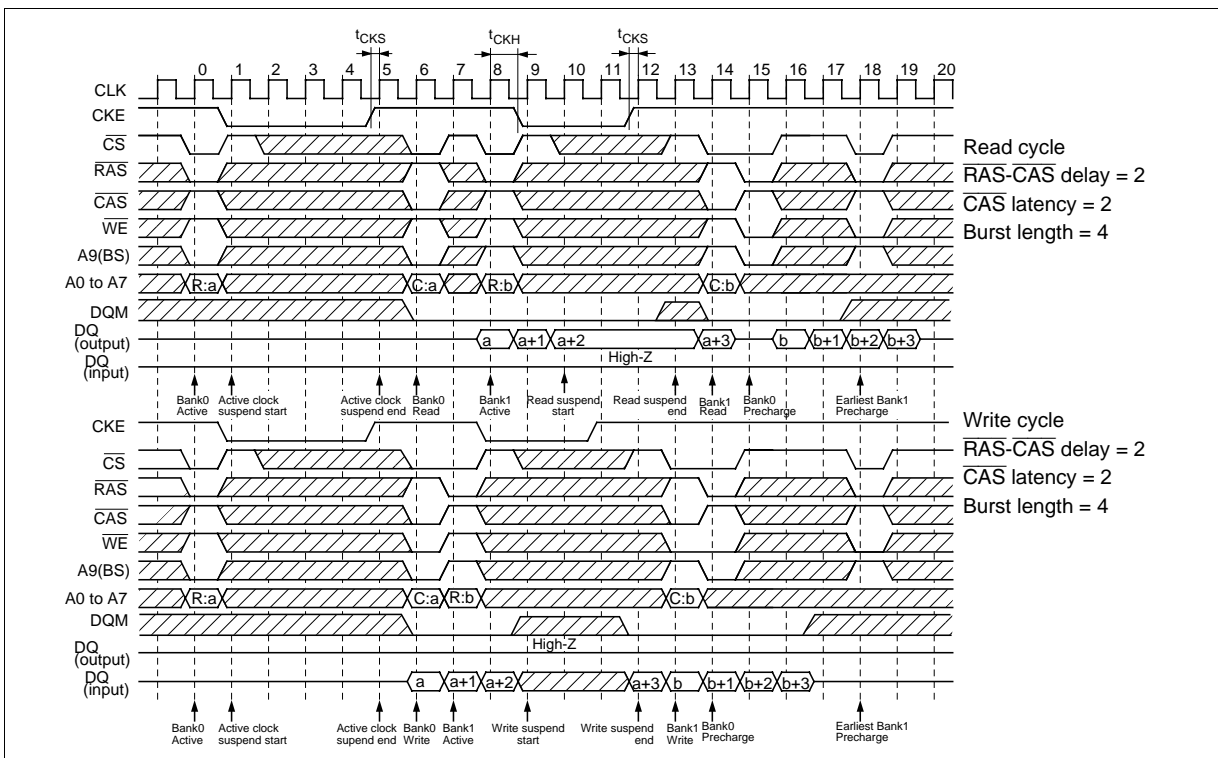 tCKS tCKH tCKS
0 1 2 3 4 5 6 7 8 9 10 11 12 13 14 15 16 17 18 19 20
CLK
CKE
CS
RAS
CAS
WE
A9(BS)
A0 to A7 R:a C:a R:b C:b
DQM
DQ (output) a a+1 a+2 a+3 b b+1 b+2 b+3
High-Z
DQ (input)
Bank0 Active
Active clock suspend start
Active clock suspend end
Bank0 Read
Bank1 Active
Read suspend start
Read suspend end
Bank1 Read
Bank0 Precharge
Earliest Bank1 Precharge
Read cycle
RAS-CAS delay = 2
CAS latency = 2
Burst length = 4
CKE
CS
RAS
CAS
WE
A9(BS)
A0 to A7 R:a C:a R:b C:b
DQM
High-Z
DQ (output)
DQ (input) a a+1 a+2 a+3 b b+1 b+2 b+3
Bank0 Active
Active clock suspend start
Active clock supend end
Bank0 Write
Bank1 Active
Write suspend start
Write suspend end
Bank1 Write
Bank0 Precharge
Earliest Bank1 Precharge
Write cycle
RAS-CAS delay = 2
CAS latency = 2
Burst length = 4